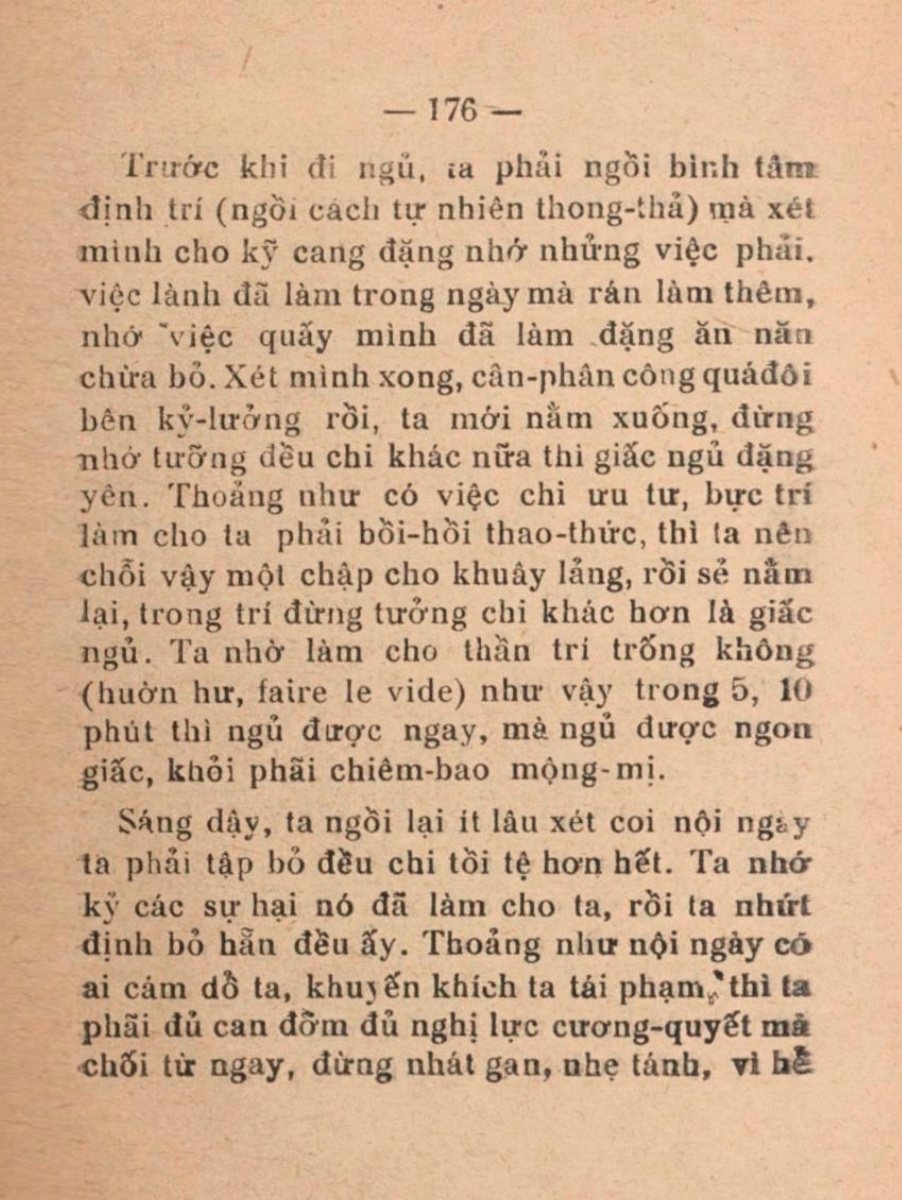 — 176 —
Trước khi đi ngủ, ta phải ngồi bình tâm
định trí (ngồi cách tự nhiên thong-thả) mà xét
mình cho kỹ cang đặng nhớ những việc phải,
việc lành đã làm trong ngày mà rán làm thêm,
nhớ việc quấy mình đã làm đặng ăn năn
chừa bỏ. Xét mình xong, cân-phân công quá đôi
bên kỷ-lưởng rồi, ta mới nằm xuống, đừng
nhớ tưỡng đều chi khác nữa thì giấc ngủ đặng
yên. Thoảng như có việc chi ưu tư, bực trí
làm cho ta phải bồi-hồi thao-thức, thì ta nên
chỗi vậy một chập cho khuây lảng, rồi sẻ nằm
lại, trong trí đừng tưởng chi khác hơn là giấc
ngủ. Ta nhờ làm cho thần trí trống không
(huờn hư, faire le vide) như vậy trong 5, 10
phút thì ngủ được ngay, mà ngủ được ngon
giấc, khỏi phãi chiêm-bao mộng-mị.
Sáng dậy, ta ngồi lại ít lâu xét coi nội ngày
ta phải tập bỏ đều chi tồi tệ hơn hết. Ta nhớ
kỷ các sự hại nó đã làm cho ta, rồi ta nhứt
định bỏ hẵn đều ấy. Thoảng như nội ngày có
ai cám dổ ta, khuyến khích ta tái phạm, thì ta
phãi đủ can đởm đủ nghị lực cương-quyết mà
chối từ ngay, đừng nhát gan, nhẹ tánh, vì hễ